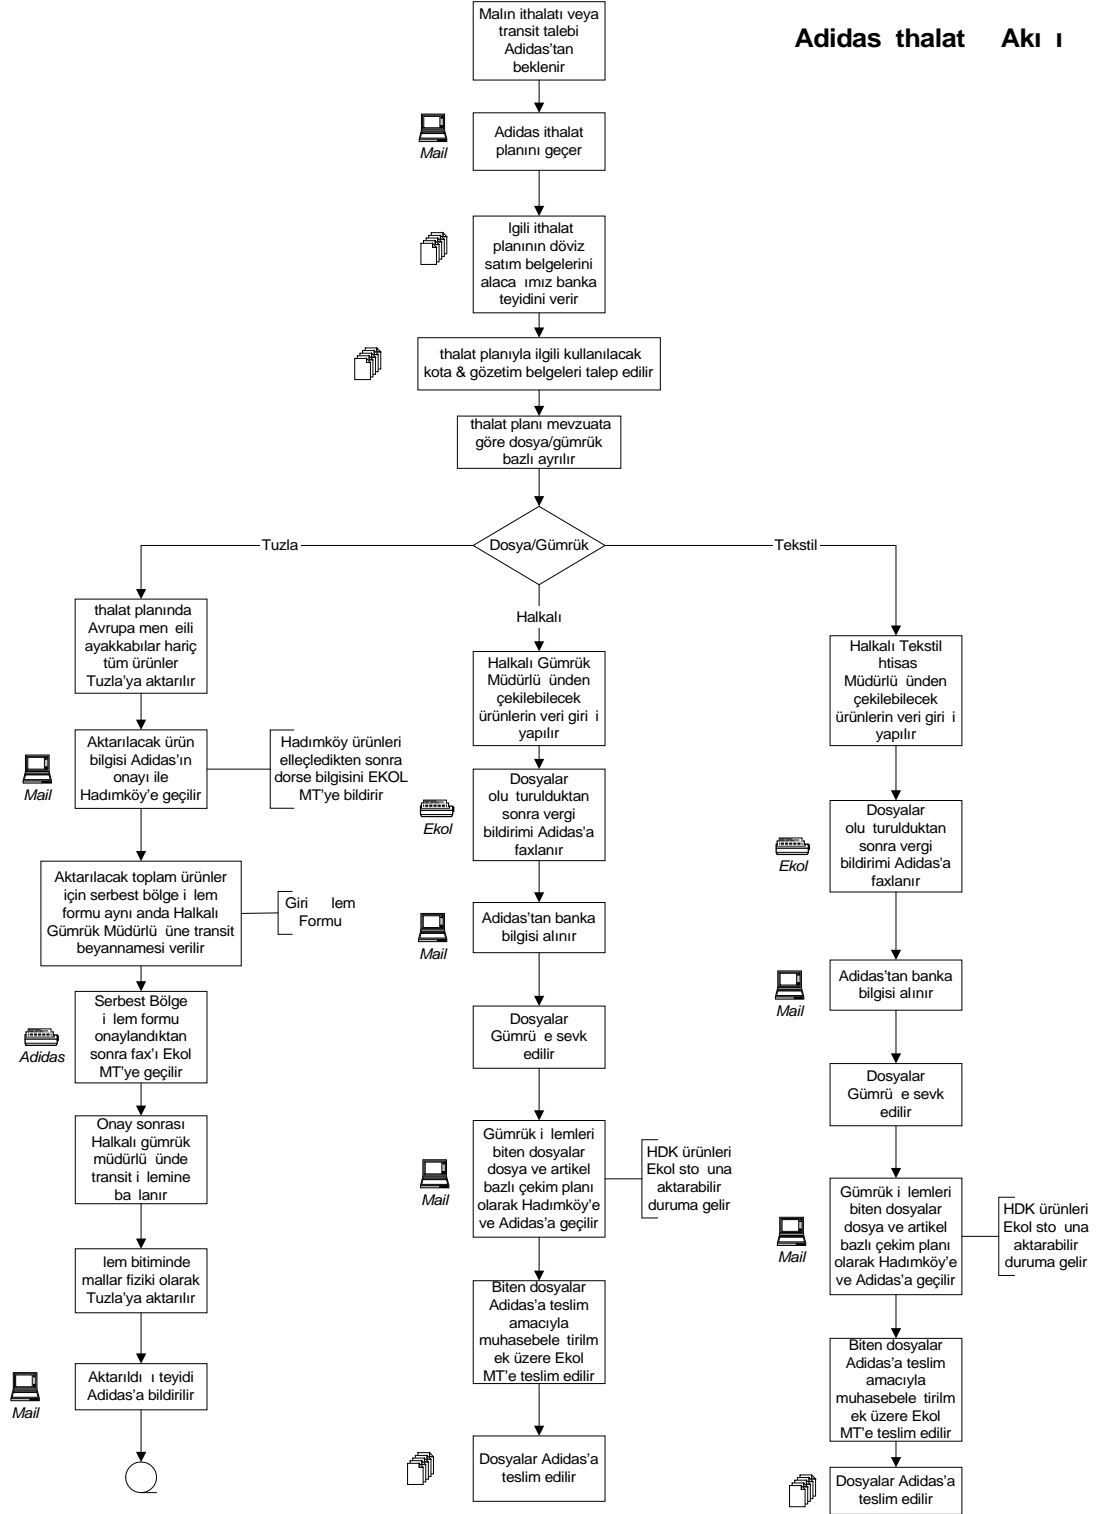 Adidas thalat Akı ı
Malın ithalatı veya
transit talebi
Adidas'tan
beklenir
Mail
Adidas ithalat
planını geçer
Ilgili ithalat
planının döviz
satım belgelerini
alaca ımız banka
teyidini verir
thalat planıyla ilgili kullanılacak
kota & gözetim belgeleri talep edilir
thalat planı mevzuata
göre dosya/gümrük
bazlı ayrılır
Dosya/Gümrük
Tuzla
Halkalı
Tekstil
thalat planında
Avrupa men eili
ayakkabılar hariç
tüm ürünler
Tuzla'ya aktarılır
Mail
Aktarılacak ürün
bilgisi Adidas'ın
onayı ile
Hadımköy'e geçilir
Hadımköy ürünleri
elleçledikten sonra
dorse bilgisini EKOL
MT'ye bildirir
Aktarılacak toplam ürünler
için serbest bölge i lem
formu aynı anda Halkalı
Gümrük Müdürlü üne transit
beyannamesi verilir
Giri lem
Formu
Adidas
Serbest Bölge
i lem formu
onaylandıktan
sonra fax'ı Ekol
MT'ye geçilir
Onay sonrası
Halkalı gümrük
müdürlü ünde
transit i lemine
ba lanır
lem bitiminde
mallar fiziki olarak
Tuzla'ya aktarılır
Mail
Aktarıldı ı teyidi
Adidas'a bildirilir
Halkalı Gümrük
Müdürlü ünden
çekilebilecek
ürünlerin veri giri i
yapılır
Ekol
Dosyalar
olu turulduktan
sonra vergi
bildirimi Adidas'a
faxlanır
Mail
Adidas'tan banka
bilgisi alınır
Dosyalar
Gümrü e sevk
edilir
Mail
Gümrük i lemleri
biten dosyalar
dosya ve artikel
bazlı çekim planı
olarak Hadımköy'e
ve Adidas'a geçilir
HDK ürünleri
Ekol sto una
aktarabilir
duruma gelir
Biten dosyalar
Adidas'a teslim
amacıyla
muhasebele tirilm
ek üzere Ekol
MT'e teslim edilir
Dosyalar Adidas'a
teslim edilir
Halkalı Tekstil
htisas
Müdürlü ünden
çekilebilecek
ürünlerin veri giri i
yapılır
Ekol
Dosyalar
olu turulduktan
sonra vergi
bildirimi Adidas'a
faxlanır
Mail
Adidas'tan banka
bilgisi alınır
Dosyalar
Gümrü e sevk
edilir
Mail
Gümrük i lemleri
biten dosyalar
dosya ve artikel
bazlı çekim planı
olarak Hadımköy'e
ve Adidas'a geçilir
HDK ürünleri
Ekol sto una
aktarabilir
duruma gelir
Biten dosyalar
Adidas'a teslim
amacıyla
muhasebele tirilm
ek üzere Ekol
MT'e teslim edilir
Dosyalar Adidas'a
teslim edilir